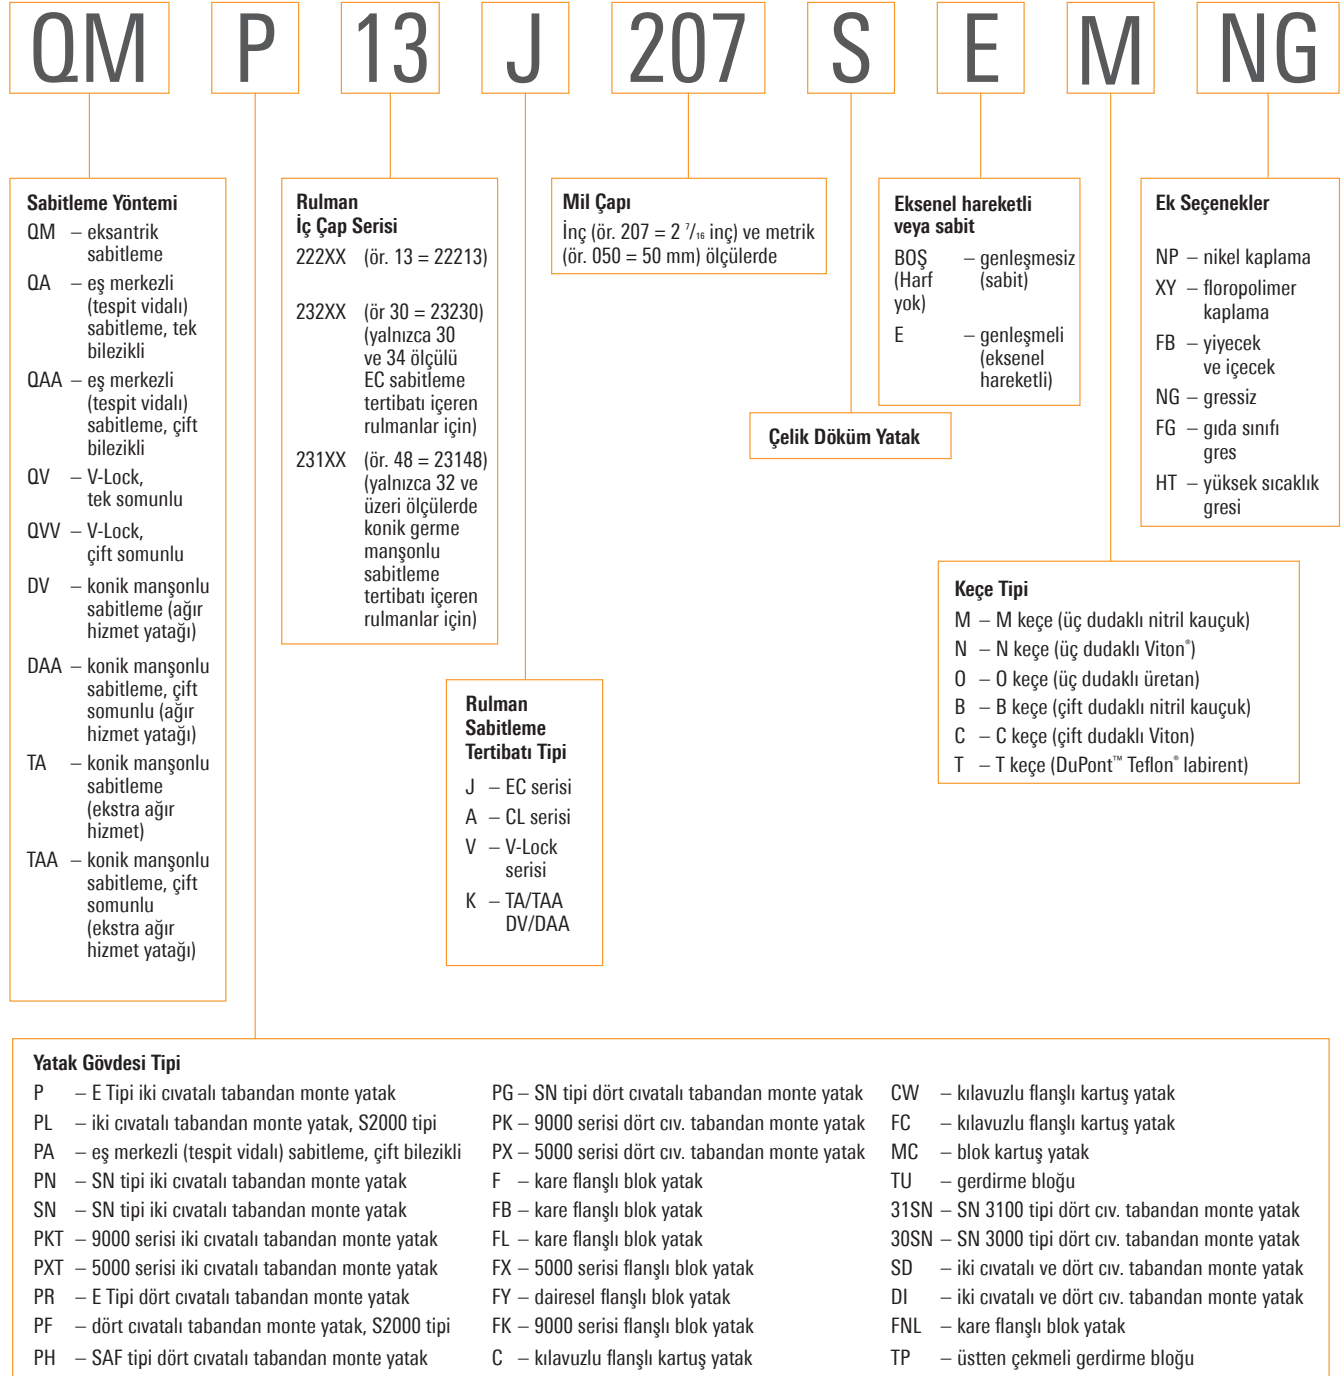 QM P 13 J 207 S E M NG
Sabitleme Yöntemi
QM – eksantrik
sabitleme
QA – eş merkezli
(tespit vidalı)
sabitleme, tek
bilezikli
QAA – eş merkezli
(tespit vidalı)
sabitleme, çift
bilezikli
QV – V-Lock,
tek somunlu
QVV – V-Lock,
çift somunlu
DV – konik manşonlu
sabitleme (ağır
hizmet yatağı)
DAA – konik manşonlu
sabitleme, çift
somunlu (ağır
hizmet yatağı)
TA – konik manşonlu
sabitleme
(ekstra ağır
hizmet)
TAA – konik manşonlu
sabitleme, çift
somunlu
(ekstra ağır
hizmet yatağı)
Rulman
İç Çap Serisi
222XX (ör. 13 = 22213)
232XX (ör 30 = 23230)
(yalnızca 30
ve 34 ölçülü
EC sabitleme
tertibatı içeren
rulmanlar için)
231XX (ör. 48 = 23148)
(yalnızca 32 ve
üzeri ölçülerde
konik germe
manşonlu
sabitleme
tertibatı içeren
rulmanlar için)
Rulman
Sabitleme
Tertibatı Tipi
J – EC serisi
A – CL serisi
V – V-Lock
serisi
K – TA/TAA
DV/DAA
Mil Çapı
İnç (ör. 207 = 2 7/16 inç) ve metrik
(ör. 050 = 50 mm) ölçülerde
Çelik Döküm Yatak
Eksenel hareketli
veya sabit
BOŞ – genleşmesiz
(Harf (sabit)
yok)
E – genleşmeli
(eksenel
hareketli)
Keçe Tipi
M – M keçe (üç dudaklı nitril kauçuk)
N – N keçe (üç dudaklı Viton®)
O – O keçe (üç dudaklı üretan)
B – B keçe (çift dudaklı nitril kauçuk)
C – C keçe (çift dudaklı Viton)
T – T keçe (DuPont™ Teflon® labirent)
Ek Seçenekler
NP – nikel kaplama
XY – floropolimer
kaplama
FB – yiyecek
ve içecek
NG – gressiz
FG – gıda sınıfı
gres
HT – yüksek sıcaklık
gresi
Yatak Gövdesi Tipi
P – E Tipi iki cıvatalı tabandan monte yatak
PL – iki cıvatalı tabandan monte yatak, S2000 tipi
PA – eş merkezli (tespit vidalı) sabitleme, çift bilezikli
PN – SN tipi iki cıvatalı tabandan monte yatak
SN – SN tipi iki cıvatalı tabandan monte yatak
PKT – 9000 serisi iki cıvatalı tabandan monte yatak
PXT – 5000 serisi iki cıvatalı tabandan monte yatak
PR – E Tipi dört cıvatalı tabandan monte yatak
PF – dört cıvatalı tabandan monte yatak, S2000 tipi
PH – SAF tipi dört cıvatalı tabandan monte yatak
PG – SN tipi dört cıvatalı tabandan monte yatak
PK – 9000 serisi dört cıv. tabandan monte yatak
PX – 5000 serisi dört cıv. tabandan monte yatak
F – kare flanşlı blok yatak
FB – kare flanşlı blok yatak
FL – kare flanşlı blok yatak
FX – 5000 serisi flanşlı blok yatak
FY – dairesel flanşlı blok yatak
FK – 9000 serisi flanşlı blok yatak
C – kılavuzlu flanşlı kartuş yatak
CW – kılavuzlu flanşlı kartuş yatak
FC – kılavuzlu flanşlı kartuş yatak
MC – blok kartuş yatak
TU – gerdirme bloğu
31SN – SN 3100 tipi dört cıv. tabandan monte yatak
30SN – SN 3000 tipi dört cıv. tabandan monte yatak
SD – iki cıvatalı ve dört cıv. tabandan monte yatak
DI – iki cıvatalı ve dört cıv. tabandan monte yatak
FNL – kare flanşlı blok yatak
TP – üstten çekmeli gerdirme bloğu